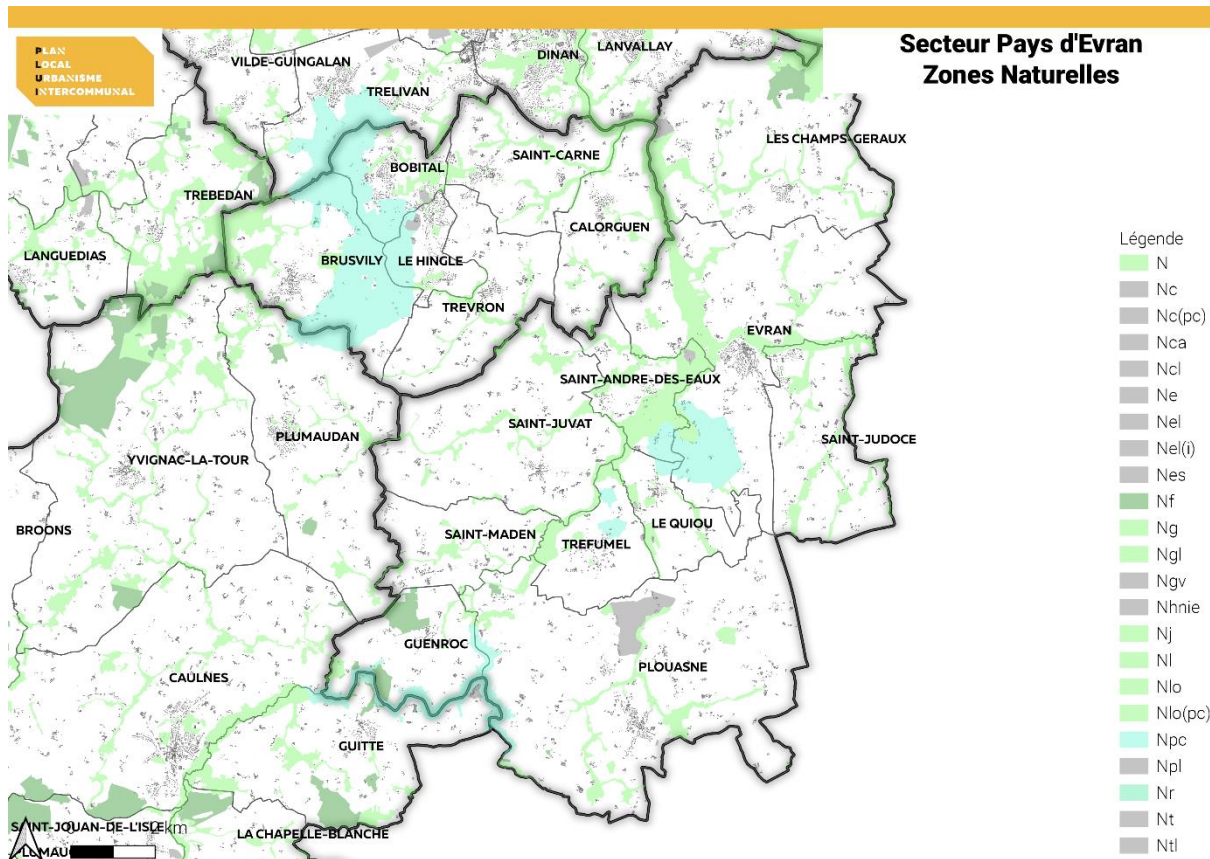 PLAN
LOCAL
URBANISME
INTERCOMMUNAL
Secteur Pays d'Evran
Zones Naturelles
VILDE-GUINGALAN
DINAN
LANVALLAY
TRELIVAN
LES CHAMPS-GERAUX
SAINT-CARNE
BOBITAL
TREBEDAN
CALORGUEN
LANGUEDIAS
BRUSVILY
LE HINGLE
TREVRON
EVRAN
SAINT-ANDRE-DES-EAUX
SAINT-JUVAT
PLUMAUDAN
SAINT-JUDOCE
YVIGNAC-LA-TOUR
BROONS
LE QUIOU
SAINT-MADEN
TREFUMEL
GUENROC
PLOUASNE
CAULNES
GUITTE
SAINT-JOUAN-DE-L'ISLE
km
LA CHAPELLE-BLANCHE
Légende
N
Nc
Nc(pc)
Nca
Ncl
Ne
Nel
Nel(i)
Nes
Nf
Ng
Ngl
Ngv
Nhnie
Nj
Nl
Nlo
Nlo(pc)
Npc
Npl
Nr
Nt
Ntl